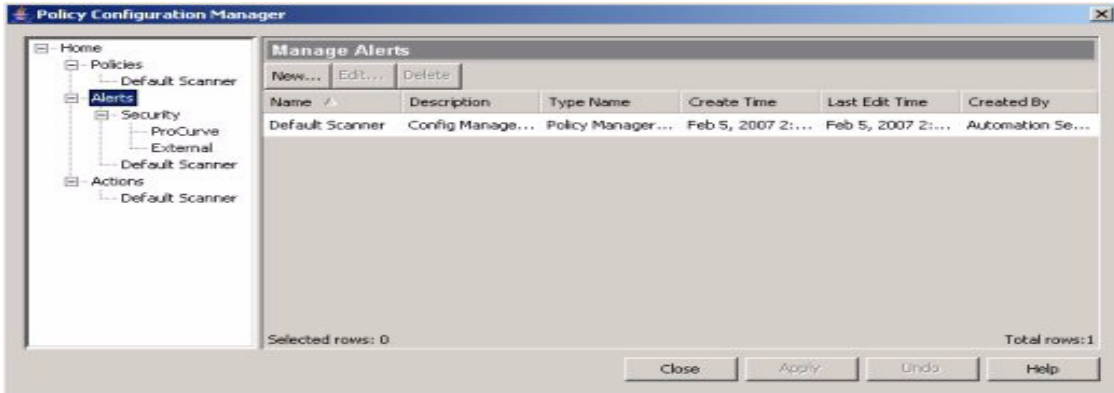 Policy Configuration Manager
Home
Policies
Default Scanner
Alerts
Security
ProCurve
External
Default Scanner
Actions
Default Scanner
Manage Alerts
New... Edit... Delete
Name Description Type Name Create Time Last Edit Time Created By
Default Scanner Config Manage... Policy Manager... Feb 5, 2007 2:... Feb 5, 2007 2:... Automation Se...
Selected rows: 0 Total rows:1
Close Apply Undo Help